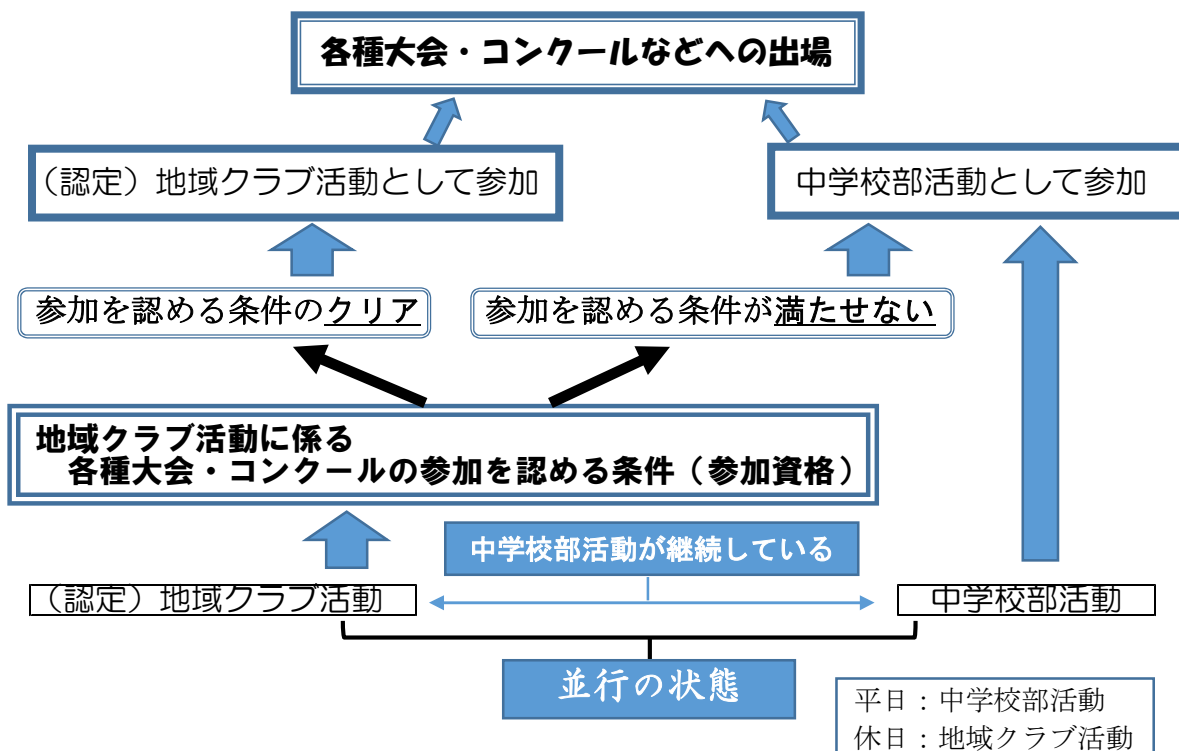 各種大会・コンクールなどへの出場
（認定）地域クラブ活動として参加
中学校部活動として参加
参加を認める条件のクリア
参加を認める条件が満たせない
地域クラブ活動に係る
各種大会・コンクールの参加を認める条件（参加資格）
中学校部活動が継続している
（認定）地域クラブ活動
中学校部活動
並行の状態
平日：中学校部活動
休日：地域クラブ活動